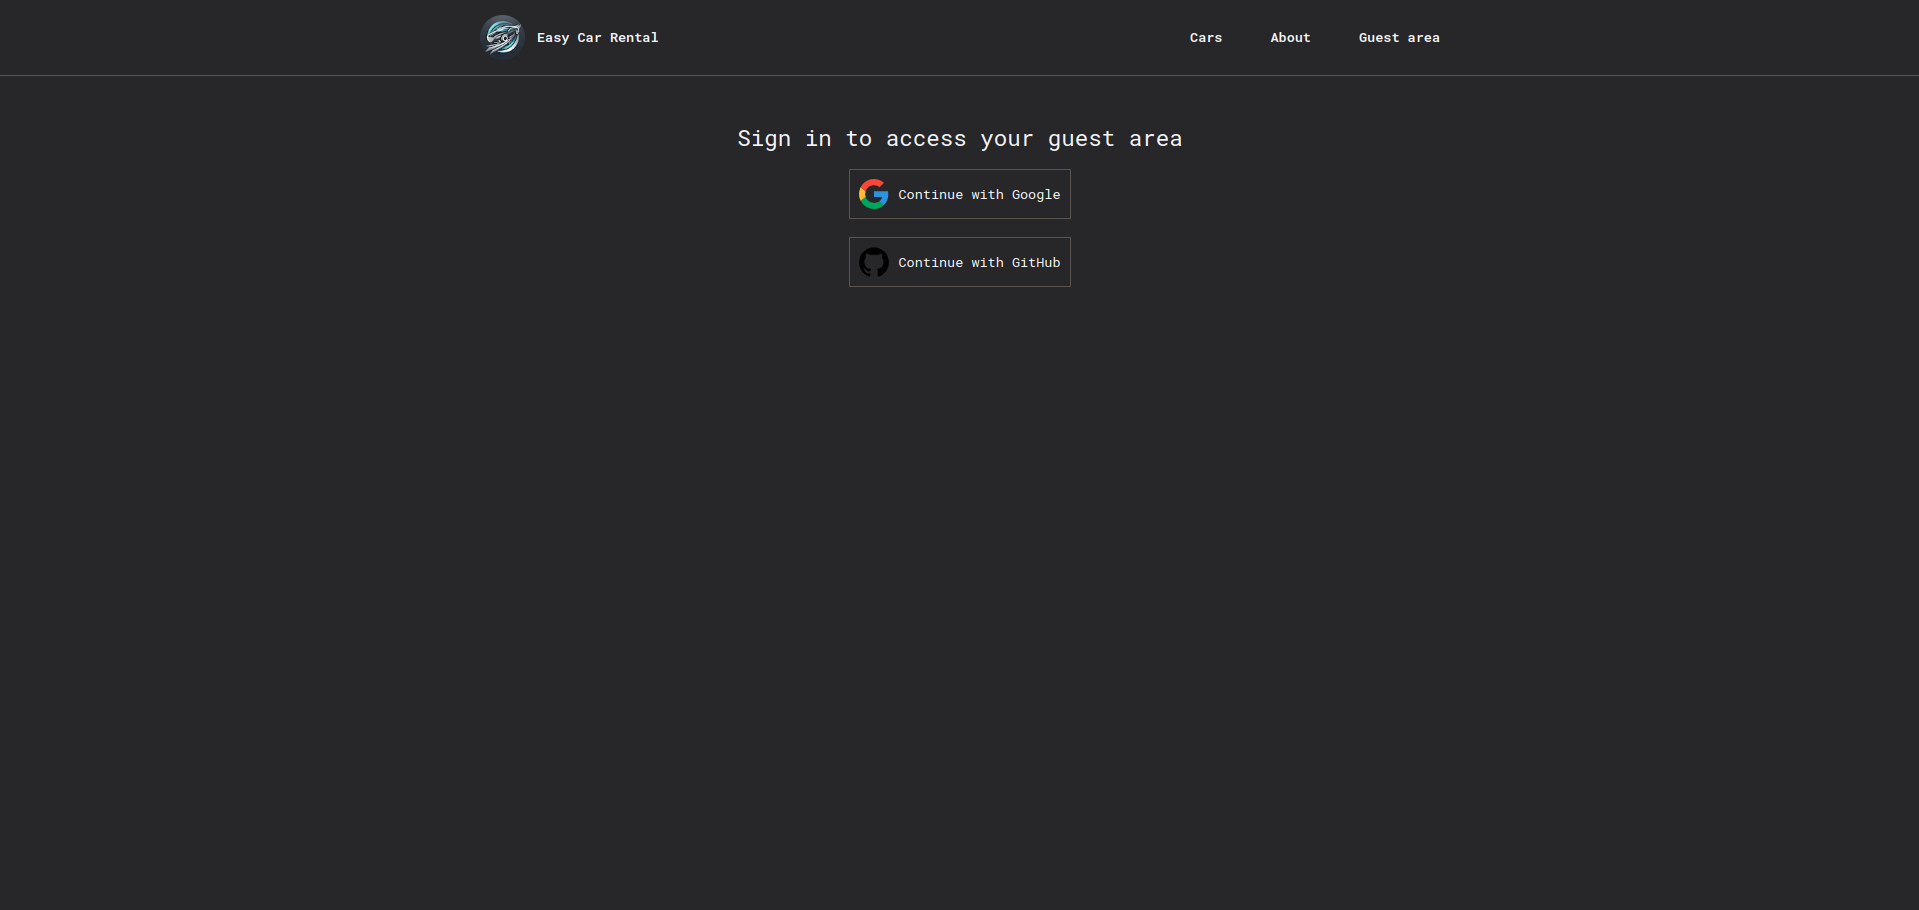 Easy Car Rental
Cars
About
Guest area
Sign in to access your guest area
Continue with Google
Continue with GitHub